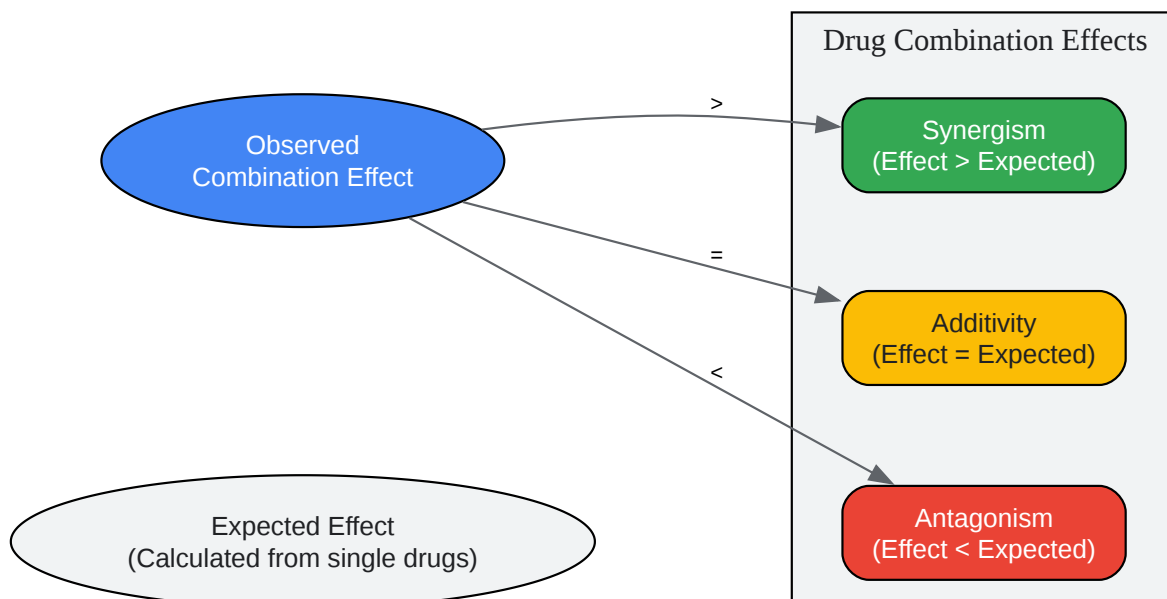 Drug Combination Effects
Observed
Combination Effect
>
Synergism
(Effect > Expected)
=
Additivity
(Effect = Expected)
<
Antagonism
(Effect < Expected)
Expected Effect
(Calculated from single drugs)